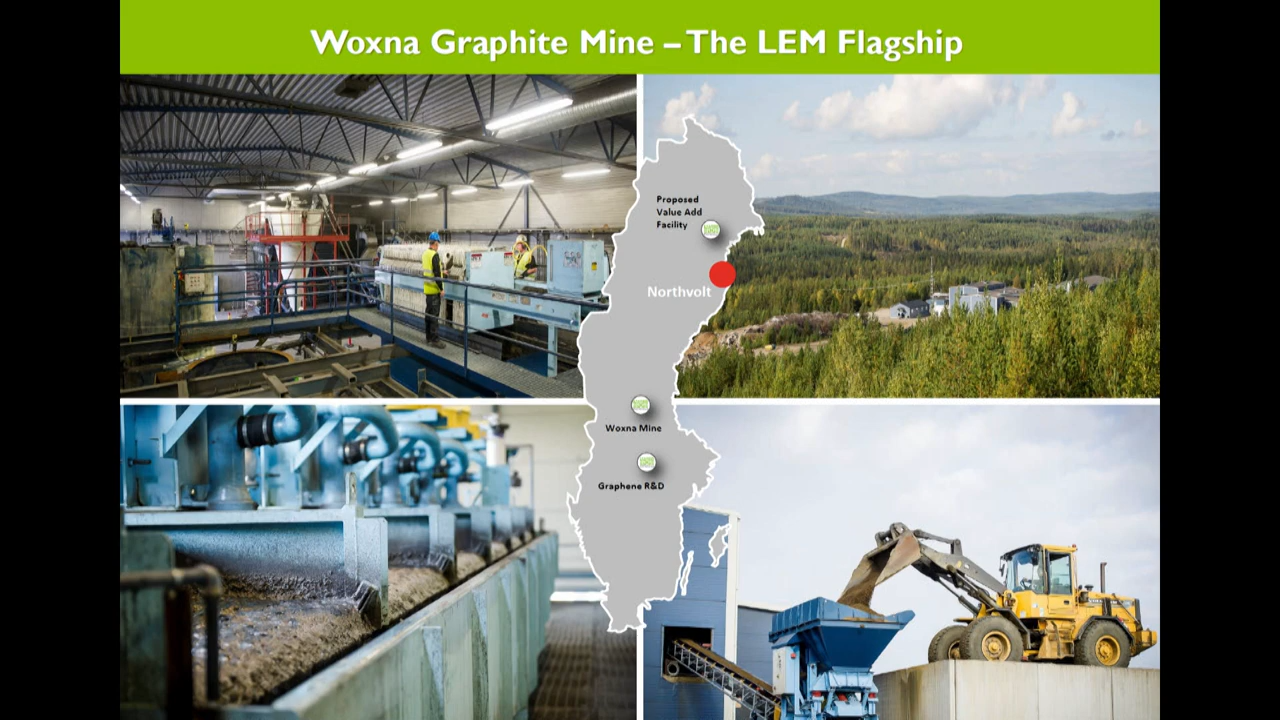 Woxna Graphite Mine – The LEM Flagship
Proposed
Value Add
Facility
Northvolt
Woxna Mine
Graphene R&D